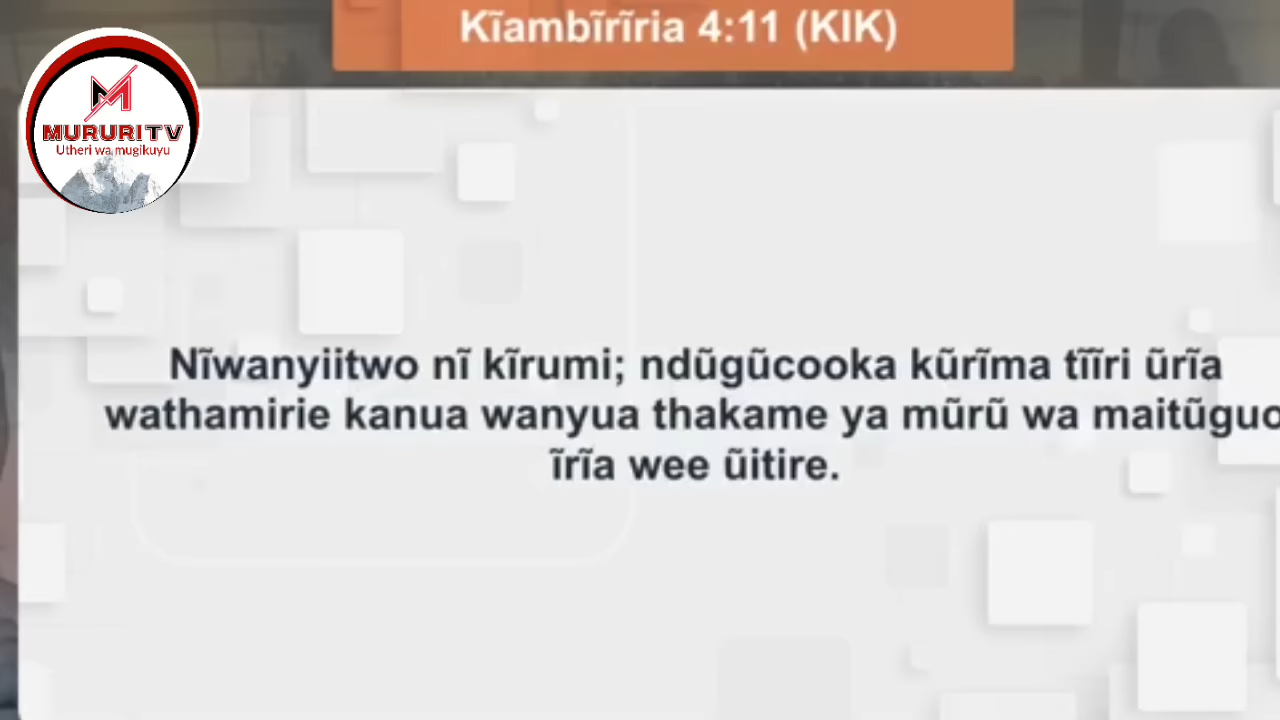 Kĩambĩrĩria 4:11 (KIK)
MURURI TV
Utheri wa mugikuyu
Nĩwanyiitwo nĩ kĩrumi; ndũgũcooka kũrĩma tĩĩri ũrĩa
wathamirie kanua wanyua thakame ya mũrũ wa maitũguo
ĩrĩa wee ũitire.